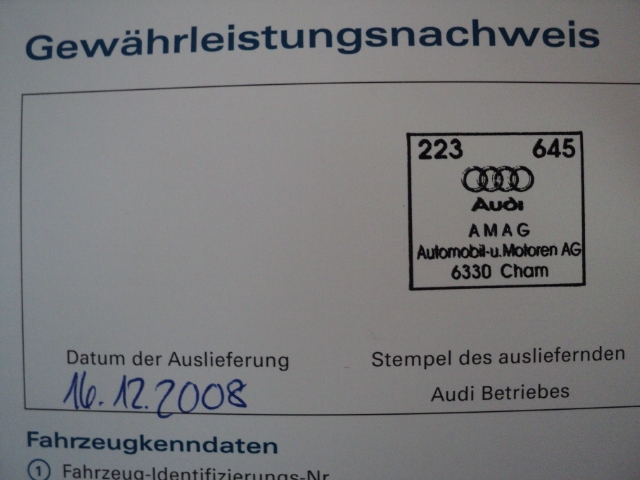 Gewährleistungsnachweis
223 645
Audi
AMAG
Automobil-u. Motoren AG
6330 Cham
Datum der Auslieferung
16.12.2008
Stempel des ausliefernden
Audi Betriebes
Fahrzeugkenndaten
① Fahrzeug-Identifizierungs-Nr.